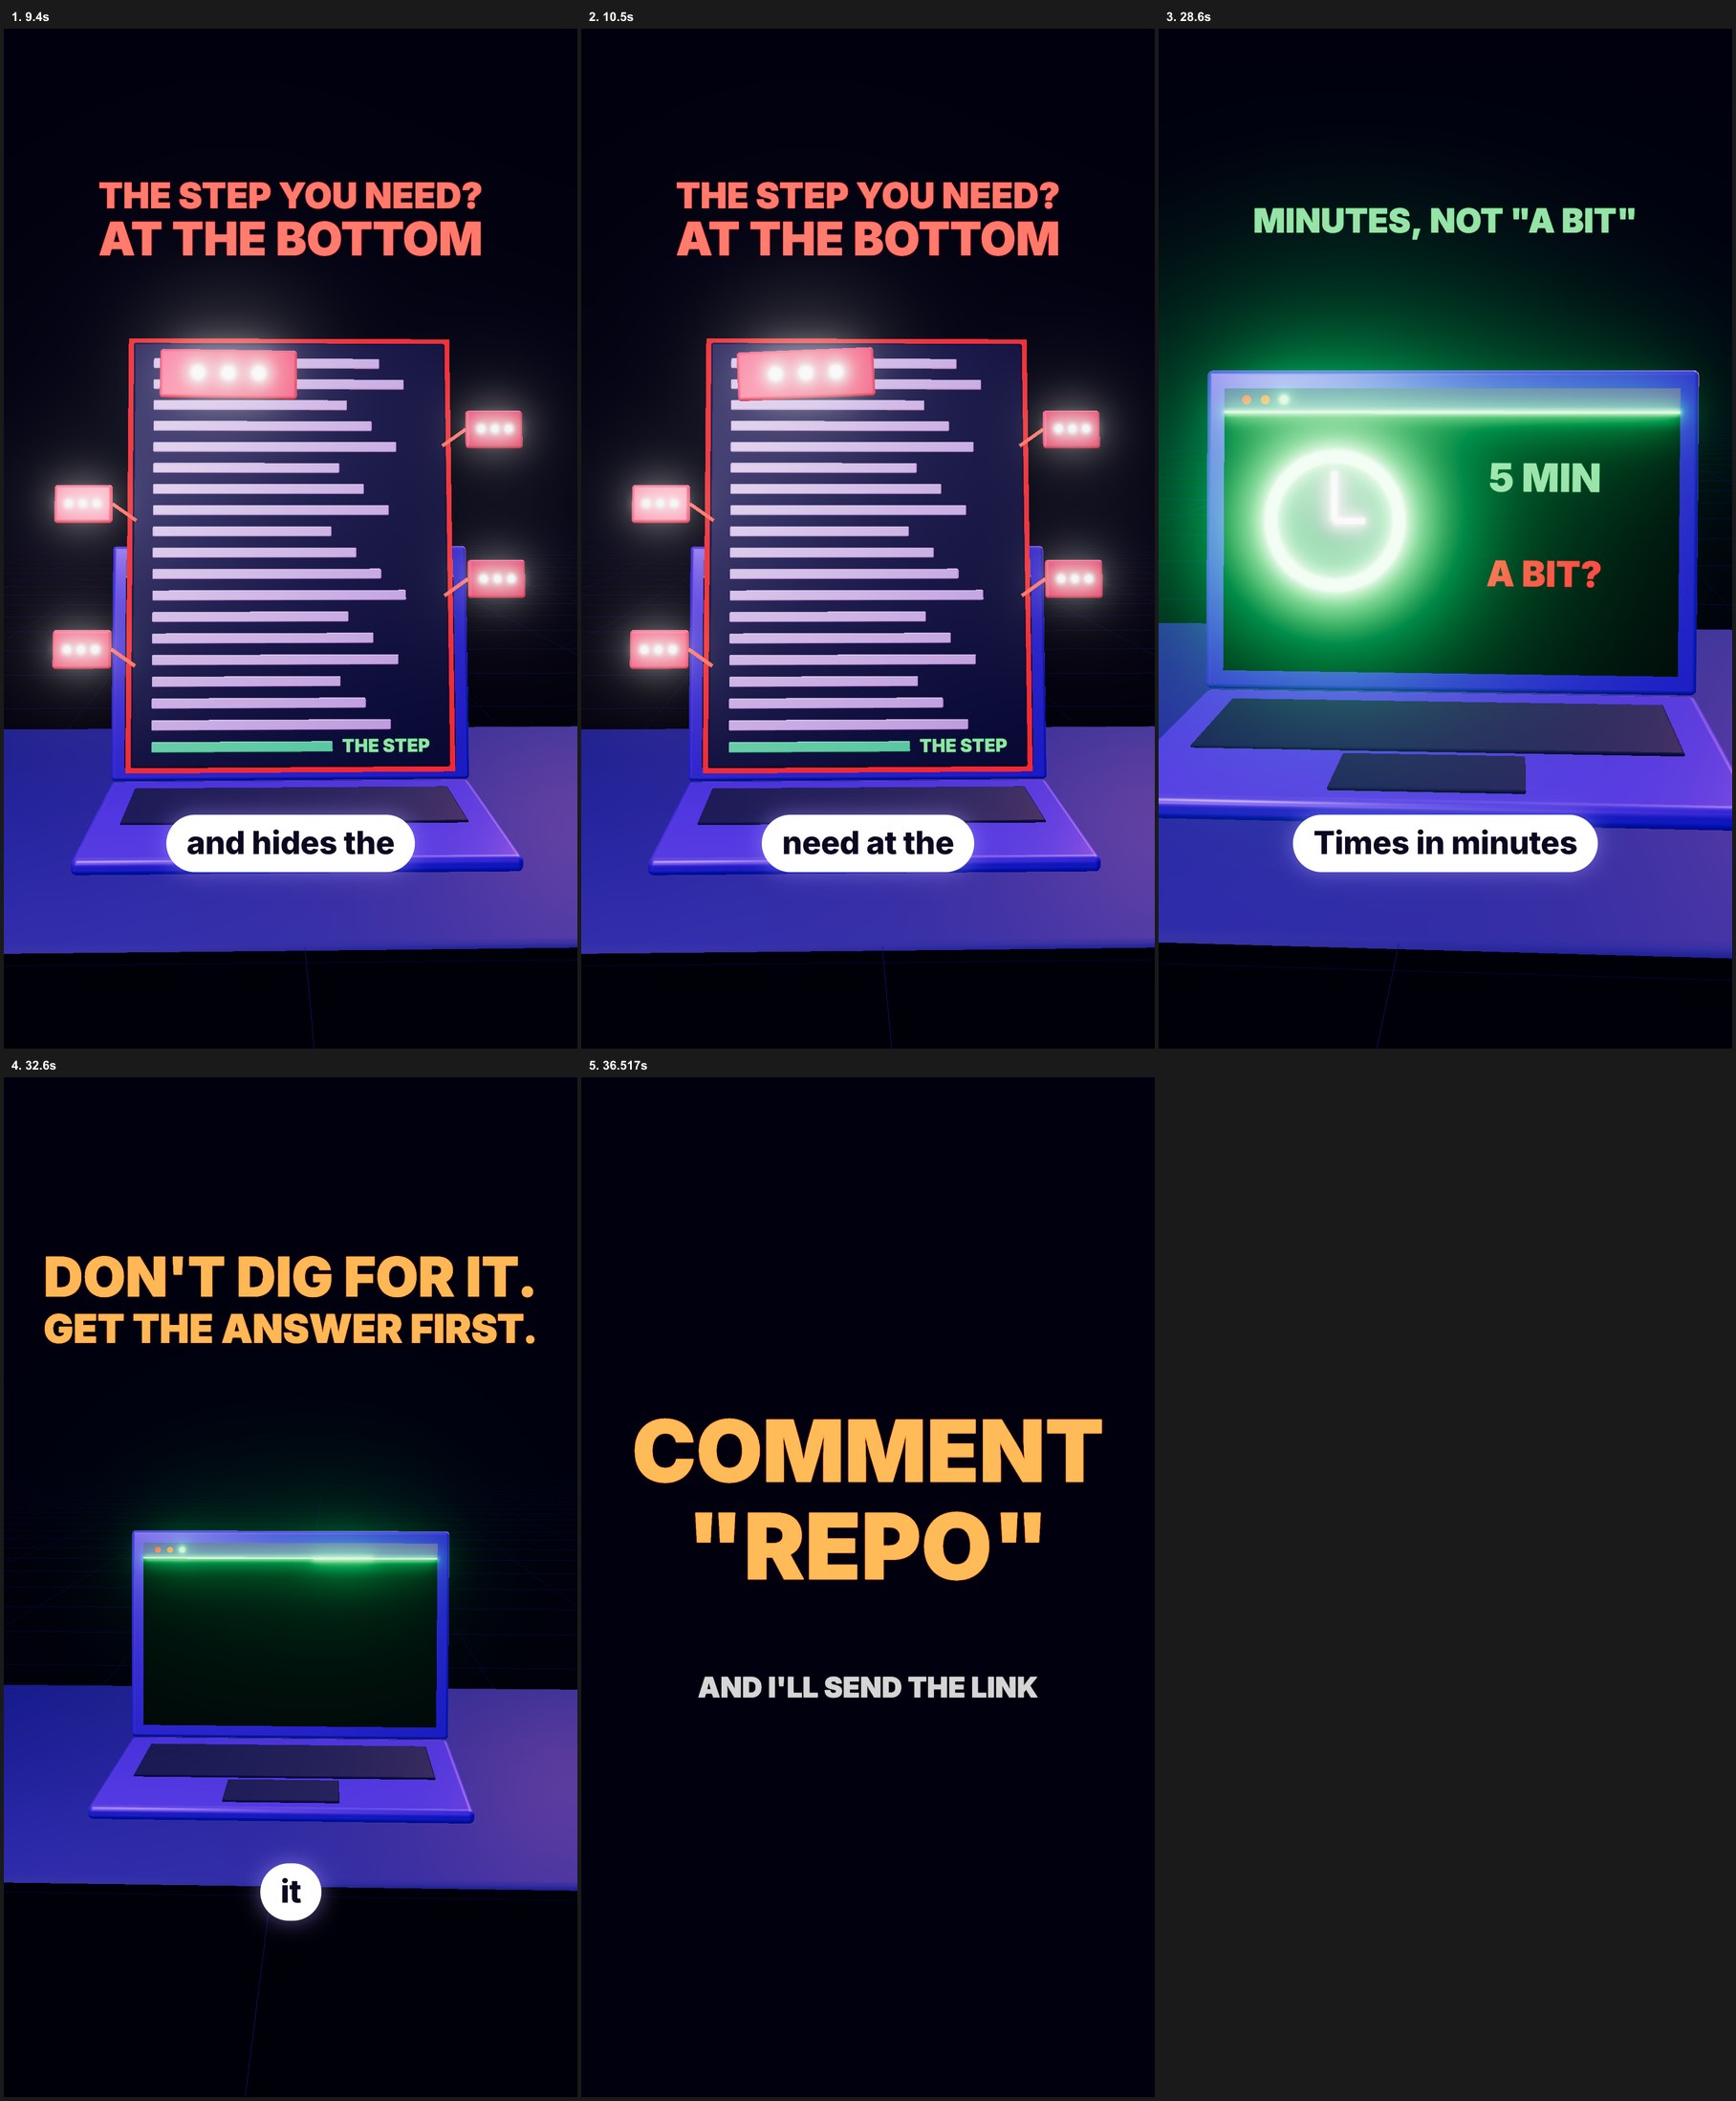 1. 9.4s
THE STEP YOU NEED?
AT THE BOTTOM
THE STEP
and hides the
2. 10.5s
THE STEP YOU NEED?
AT THE BOTTOM
THE STEP
need at the
3. 28.6s
MINUTES, NOT "A BIT"
5 MIN
A BIT?
Times in minutes
4. 32.6s
DON'T DIG FOR IT.
GET THE ANSWER FIRST.
it
5. 36.517s
COMMENT
"REPO"
AND I'LL SEND THE LINK